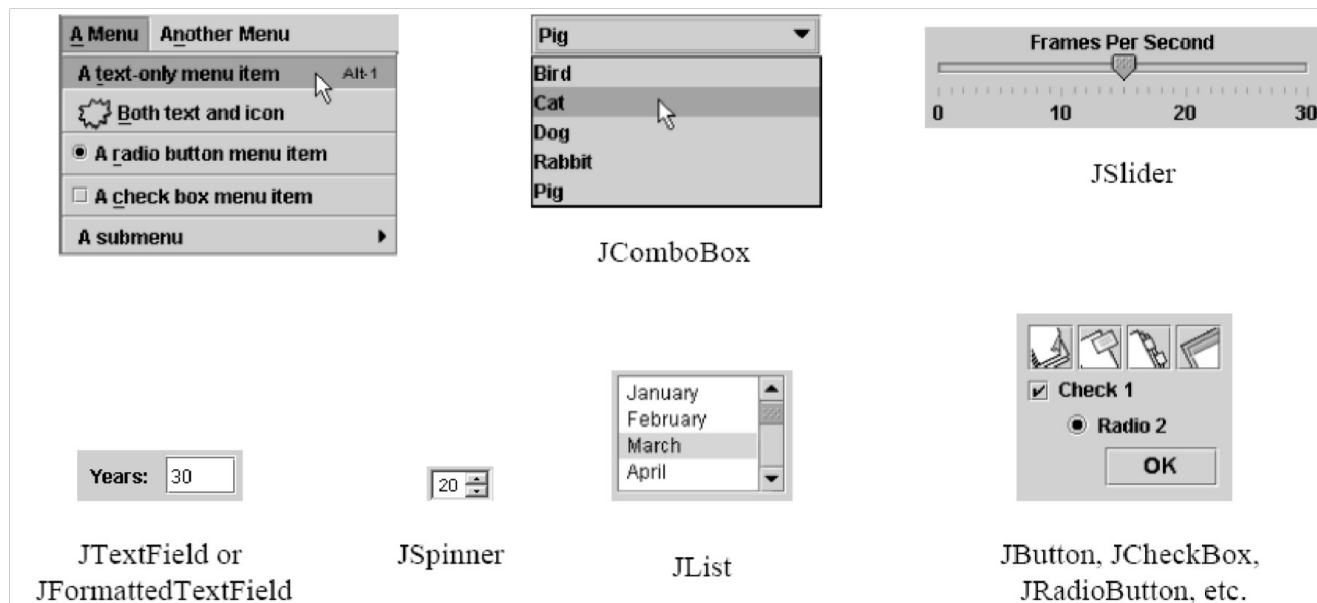 A Menu Another Menu
A text-only menu item Alt-1
Both text and icon
A radio button menu item
A check box menu item
A submenu
Pig
Bird
Cat
Dog
Rabbit
Pig
JComboBox
Frames Per Second
0 10 20 30
JSlider
Years: 30
JTextField or
JFormattedTextField
20
JSpinner
January
February
March
April
JList
Check 1
Radio 2
OK
JButton, JCheckBox,
JRadioButton, etc.